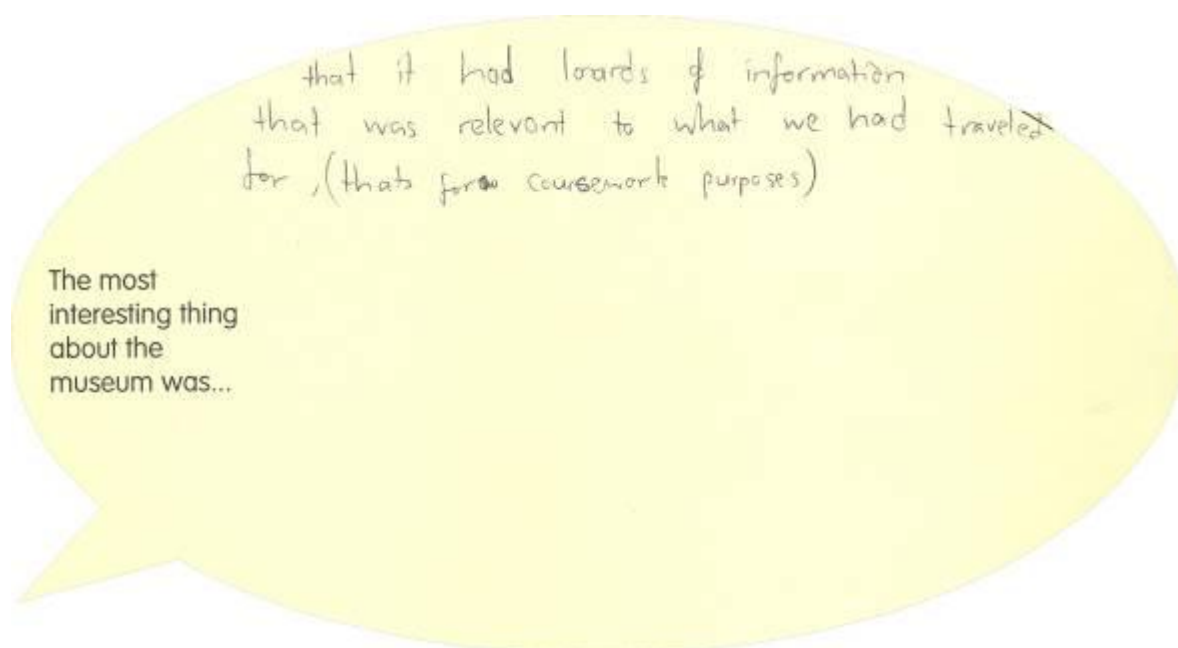 that it had loards of information
that was relevant to what we had traveled
for, (thats for coursework purposes)
The most
interesting thing
about the
museum was...